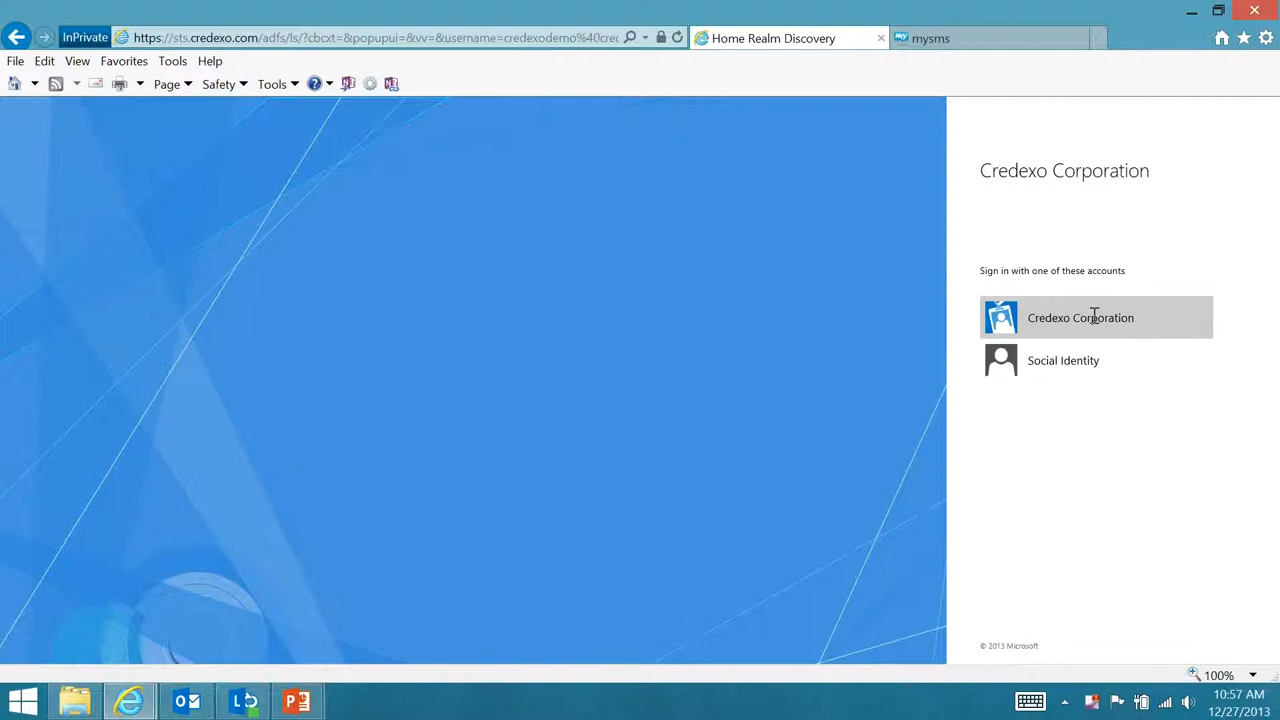 InPrivate
https://sts.credexo.com/adfs/ls/?cbcxt=&popupui=&vv=&username=credexodemo%40cred
Home Realm Discovery
mysms
File Edit View Favorites Tools Help
Page Safety Tools
Credexo Corporation
Sign in with one of these accounts
Credexo Corporation
Social Identity
© 2013 Microsoft
100%
10:57 AM
12/27/2013